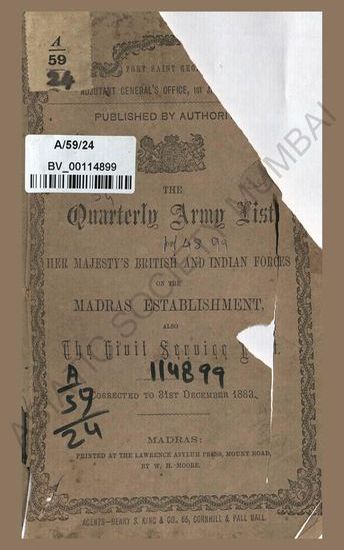 A
59
24
FORT SAINT
ADJUTANT GENERAL'S OFFICE, 1ST
PUBLISHED BY AUTHORI
A/59/24
BV_00114899
THE
Quarterly Army List
114899
HER MAJESTY'S BRITISH AND INDIAN FORCES
ON THE
MADRAS ESTABLISHMENT,
ALSO
The Civil Service
A
59
24
114899
CORRECTED TO 31ST DECEMBER 1883.
MADRAS:
PRINTED AT THE LAWRENCE ASYLUM PRESS, MOUNT ROAD,
BY W. H. MOORE.
AGENTS—HENRY S. KING & CO., 65, CORNHILL & PALL MALL.
ASIATIC SOCIETY MUMBAI